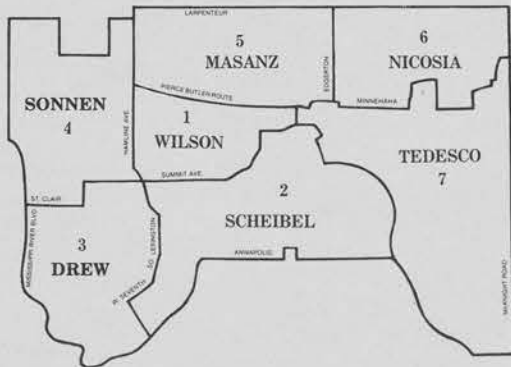 LARPENTEUR
5
MASANZ
6
NICOSIA
EDGERTON
PIERCE BUTLER ROUTE
MINNEHAHA
SONNEN
4
HAMLINE AVE.
1
WILSON
TEDESCO
7
SUMMIT AVE.
ST. CLAIR
2
SCHEIBEL
MISSISSIPPI RIVER BLVD
3
DREW
SO. LEXINGTON
W. SEVENTH
ANNAPOLIS
McKNIGHT ROAD